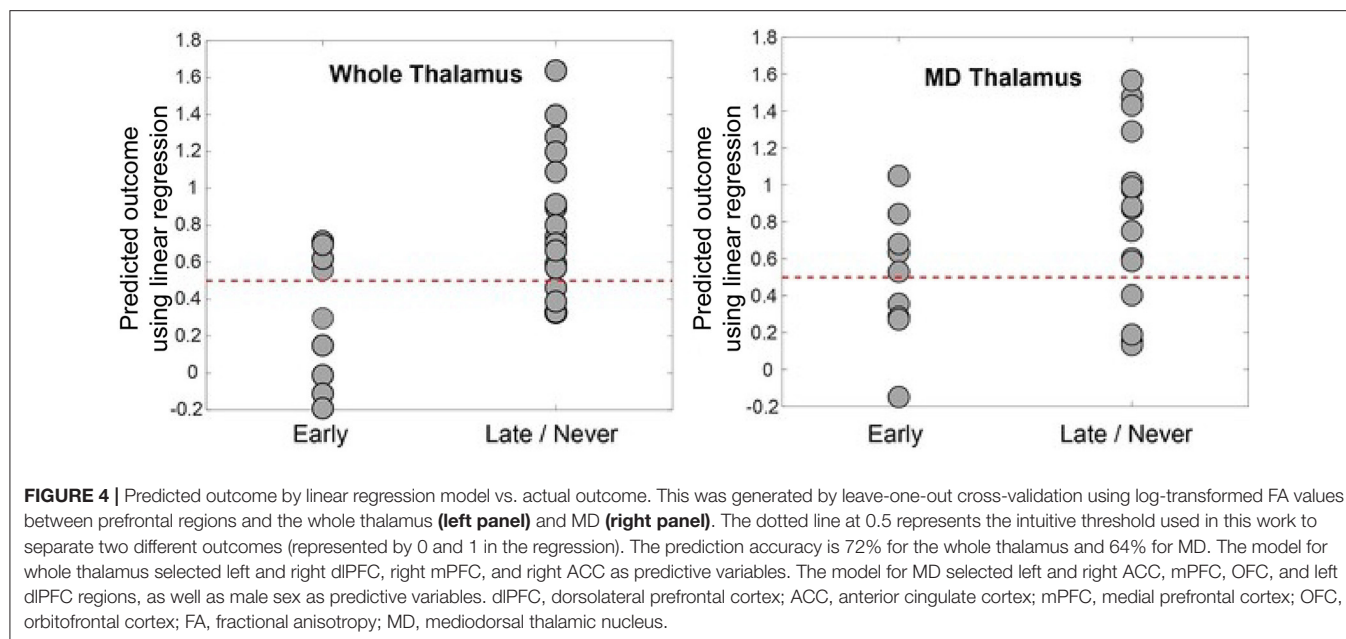 Whole Thalamus
1.8
1.6
1.4
1.2
1
0.8
0.6
0.4
0.2
0
-0.2
Predicted outcome
using linear regression
Early
Late / Never
MD Thalamus
1.8
1.6
1.4
1.2
1
0.8
0.6
0.4
0.2
0
-0.2
Predicted outcome
using linear regression
Early
Late / Never
FIGURE 4 | Predicted outcome by linear regression model vs. actual outcome. This was generated by leave-one-out cross-validation using log-transformed FA values
between prefrontal regions and the whole thalamus (left panel) and MD (right panel). The dotted line at 0.5 represents the intuitive threshold used in this work to
separate two different outcomes (represented by 0 and 1 in the regression). The prediction accuracy is 72% for the whole thalamus and 64% for MD. The model for
whole thalamus selected left and right dlPFC, right mPFC, and right ACC as predictive variables. The model for MD selected left and right ACC, mPFC, OFC, and left
dlPFC regions, as well as male sex as predictive variables. dlPFC, dorsolateral prefrontal cortex; ACC, anterior cingulate cortex; mPFC, medial prefrontal cortex; OFC,
orbitofrontal cortex; FA, fractional anisotropy; MD, mediodorsal thalamic nucleus.